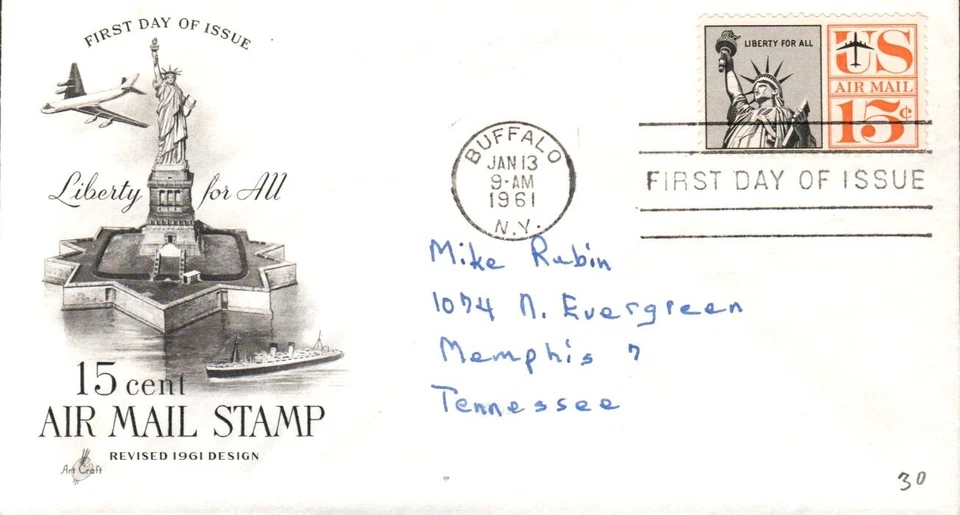 FIRST DAY OF ISSUE
Liberty for All
15 cent
AIR MAIL STAMP
REVISED 1961 DESIGN
Art Craft
LIBERTY FOR ALL
US
AIR MAIL
15¢
BUFFALO
JAN 13
9-AM
1961
N.Y.
FIRST DAY OF ISSUE
Mike Rubin
1074 N. Evergreen
Memphis 7
Tennessee
30